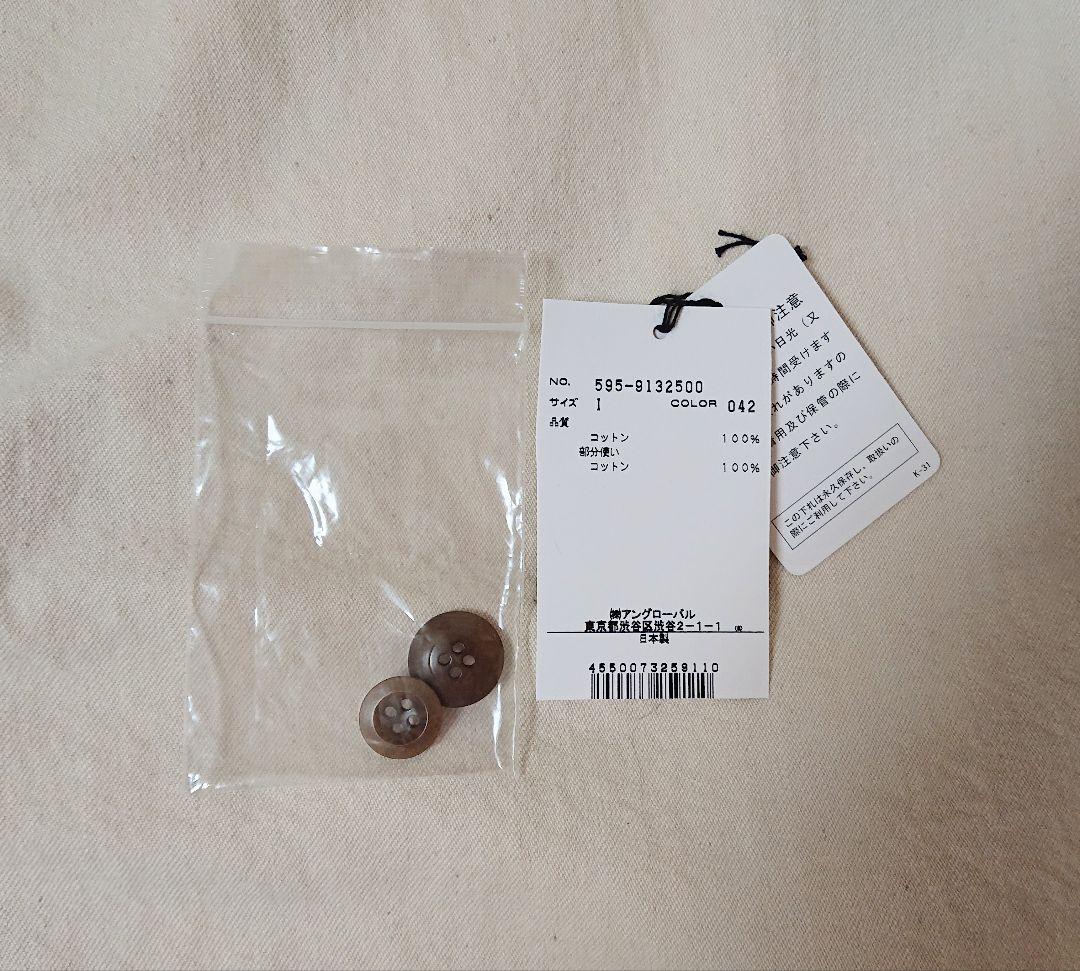 NO. 595-9132500
サイズ I COLOR 042
品質
コットン 100%
部分使い
コットン 100%
㈱アングローバル
東京都渋谷区渋谷2-1-1
日本製
4550073259110
注意
日光（又
時間受けます
れがありますの
用及び保管の際に
御注意下さい。
この下札は永久保存し、取扱いの
際にご利用して下さい。
K-31